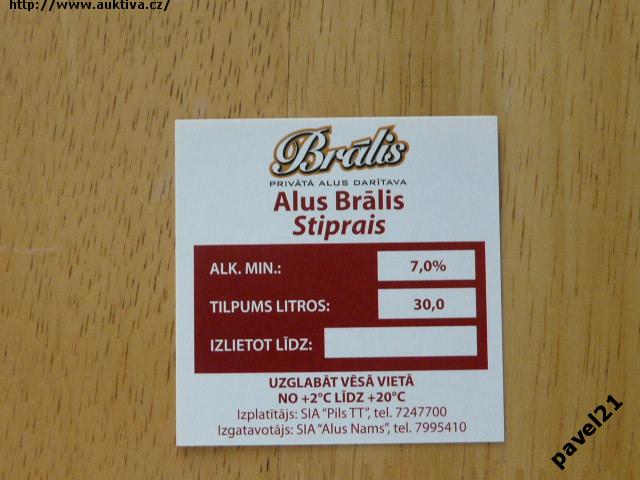 http://www.auktiva.cz/
Brālis
PRIVĀTĀ ALUS DARĪTAVA
Alus Brālis
Stiprais
ALK. MIN.: 7,0%
TILPUMS LITROS: 30,0
IZLIETOT LĪDZ:
UZGLABĀT VĒSĀ VIETĀ
NO +2°C LĪDZ +20°C
Izplatītājs: SIA "Pils TT", tel. 7247700
Izgatavotājs: SIA "Alus Nams", tel. 7995410
pavel21